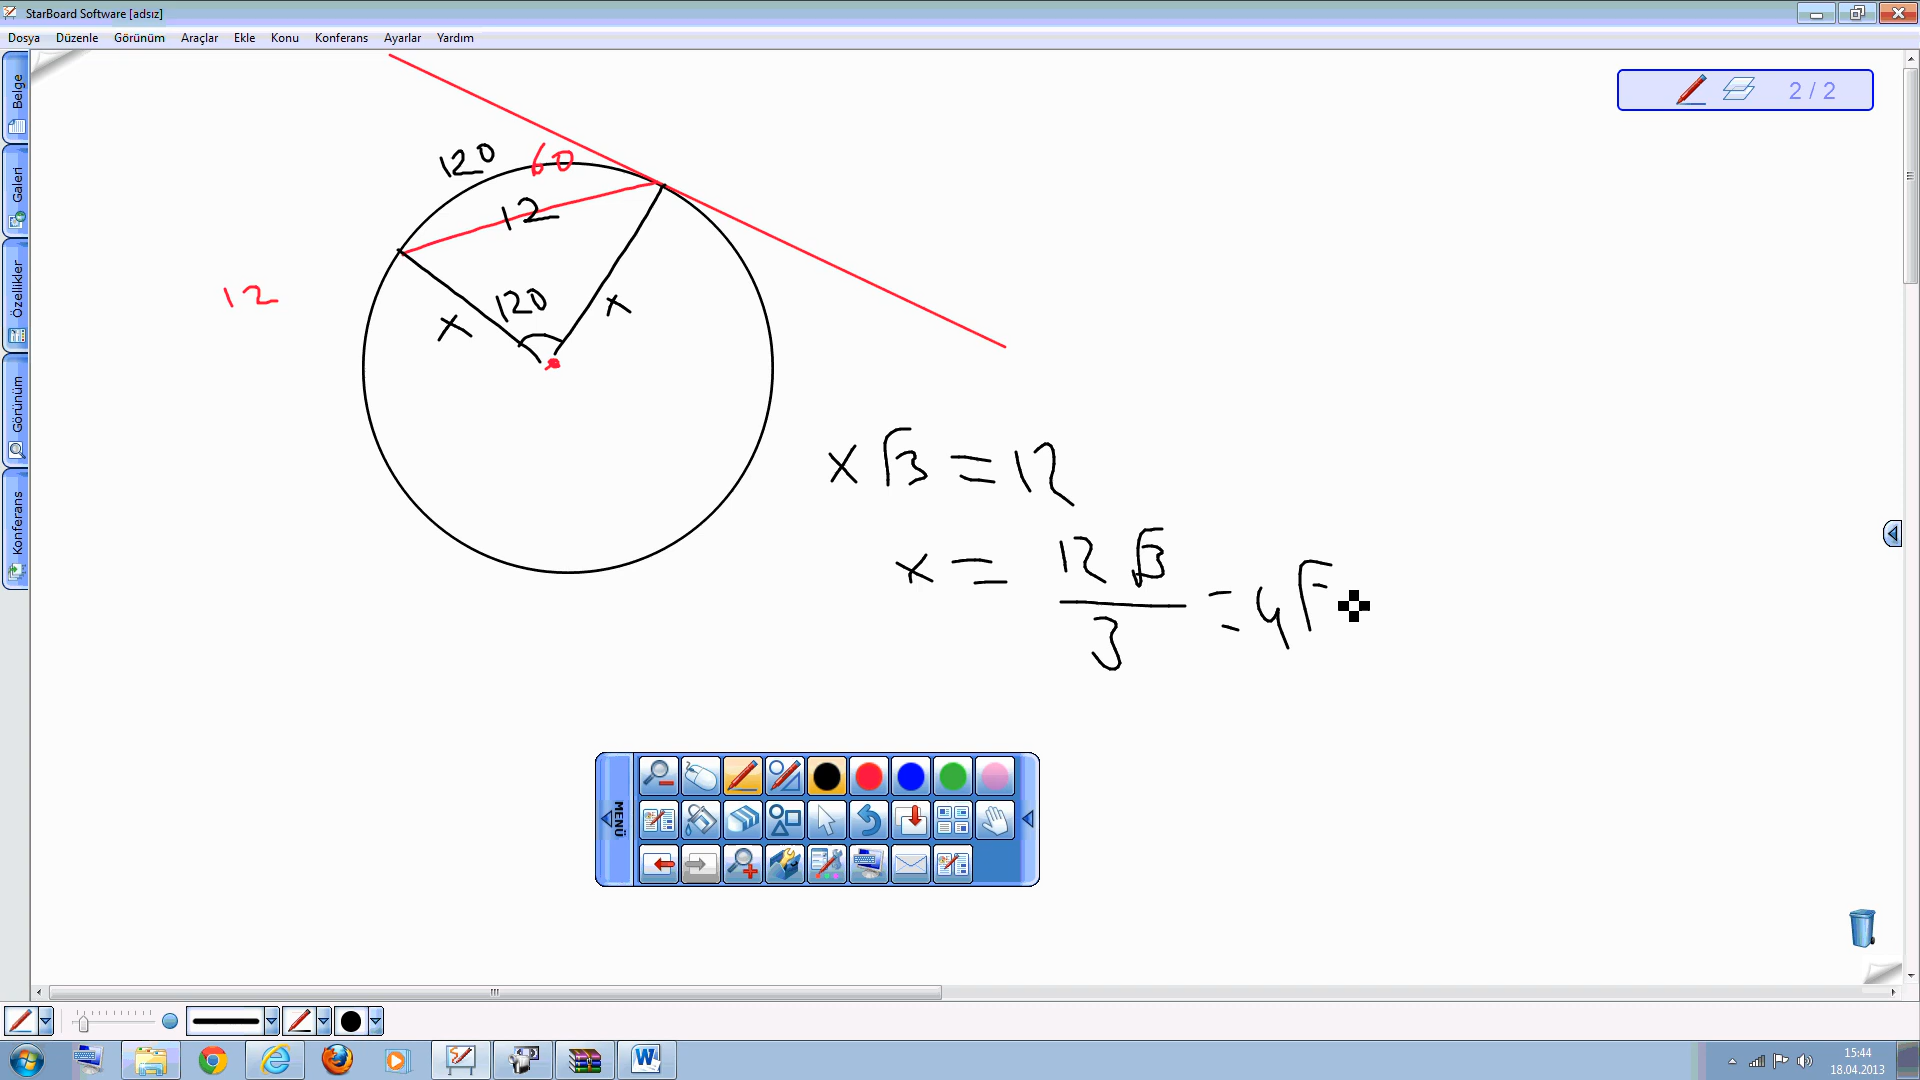 StarBoard Software [adsız]
Dosya Düzenle Görünüm Araçlar Ekle Konu Konferans Ayarlar Yardım
Belge
Galeri
Özellikler
Görünüm
Konferans
2 / 2
120 60
12
12
120
x x
x√3 = 12
x = 12√3
3
= 4√
MENÜ
15:44
18.04.2013